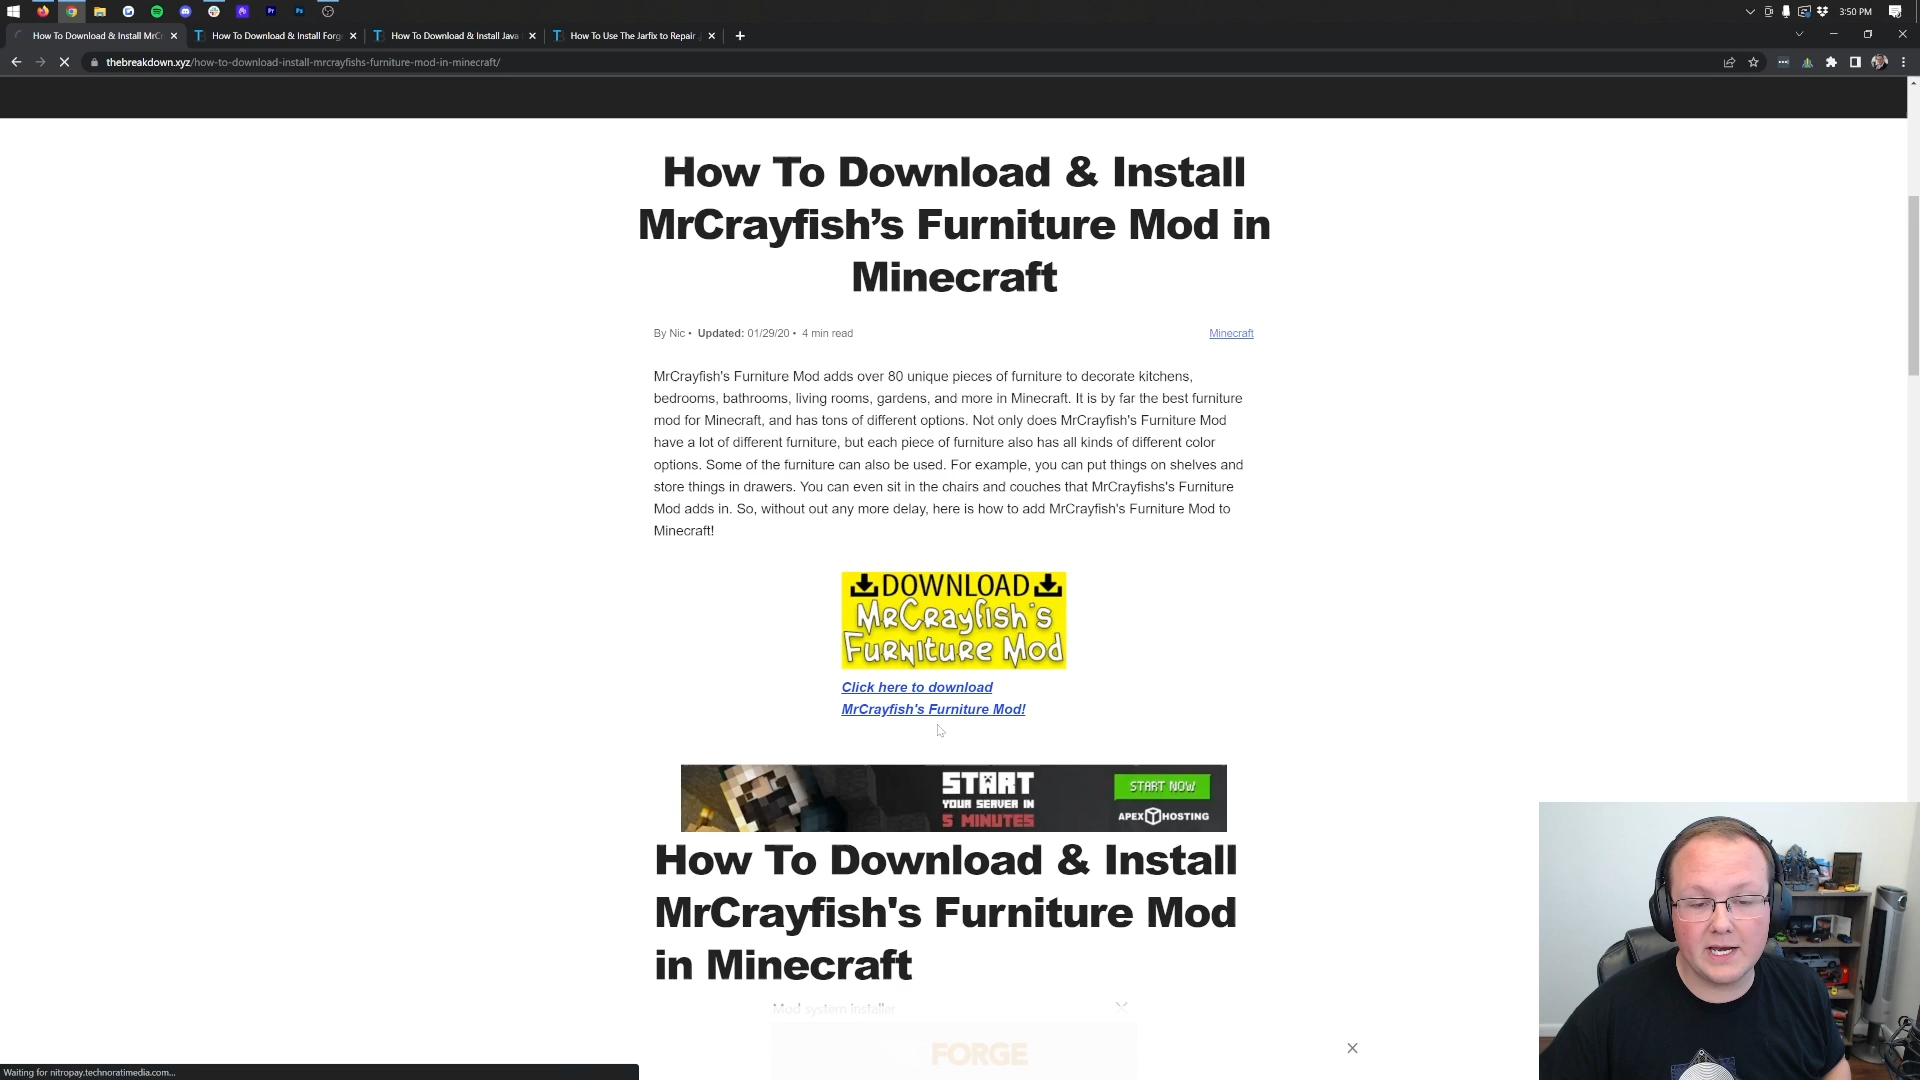 3:50 PM
How To Download & Install MrCr
How To Download & Install Forg
How To Download & Install Java
How To Use The Jarfix to Repair
thebreakdown.xyz/how-to-download-install-mrcrayfishs-furniture-mod-in-minecraft/
How To Download & Install
MrCrayfish’s Furniture Mod in
Minecraft
By Nic • Updated: 01/29/20 • 4 min read
Minecraft
MrCrayfish's Furniture Mod adds over 80 unique pieces of furniture to decorate kitchens,
bedrooms, bathrooms, living rooms, gardens, and more in Minecraft. It is by far the best furniture
mod for Minecraft, and has tons of different options. Not only does MrCrayfish's Furniture Mod
have a lot of different furniture, but each piece of furniture also has all kinds of different color
options. Some of the furniture can also be used. For example, you can put things on shelves and
store things in drawers. You can even sit in the chairs and couches that MrCrayfishs's Furniture
Mod adds in. So, without out any more delay, here is how to add MrCrayfish's Furniture Mod to
Minecraft!
DOWNLOAD
MrCrayfish's
Furniture Mod
Click here to download
MrCrayfish's Furniture Mod!
START
YOUR SERVER IN
5 MINUTES
START NOW
APEX HOSTING
How To Download & Install
MrCrayfish's Furniture Mod
in Minecraft
Mod system installer
FORGE
Waiting for nitropay.technoratimedia.com...